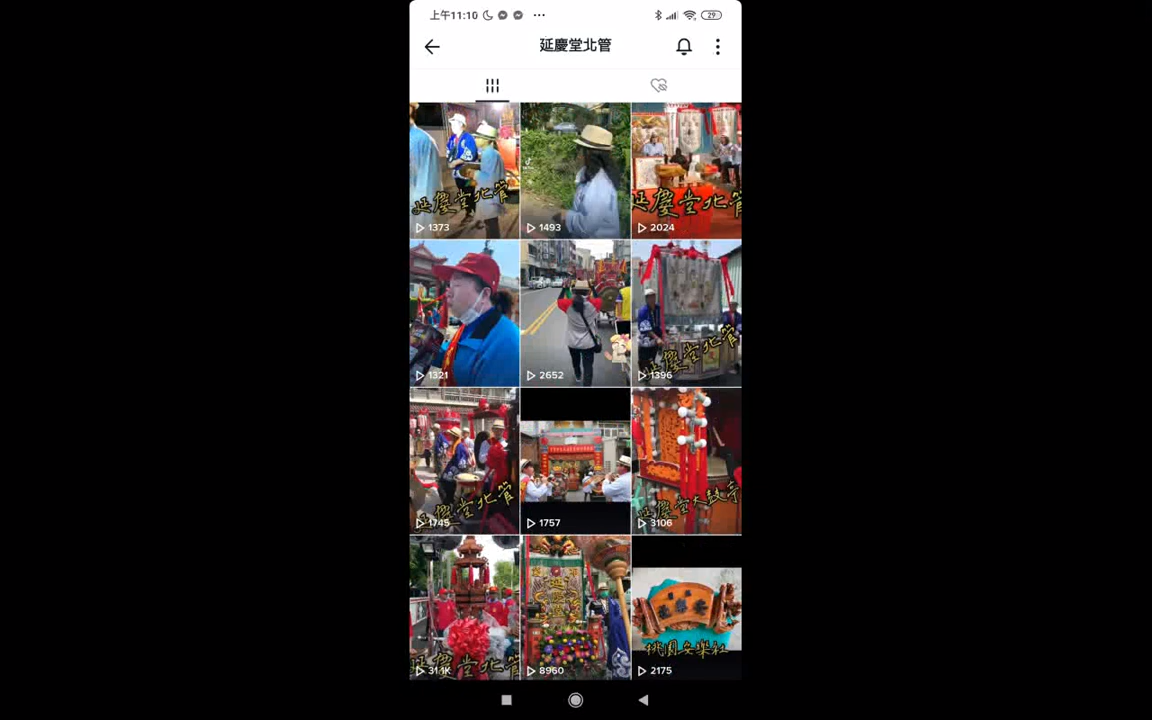 上午11:10
29
延慶堂北管
延慶堂北管
1373
1493
延慶堂北管
2024
1321
2652
延慶堂北管
1396
延慶堂北管
1745
1757
延慶堂大鼓亭
3106
延慶堂北管
31.1K
8960
桃園安樂社
2175